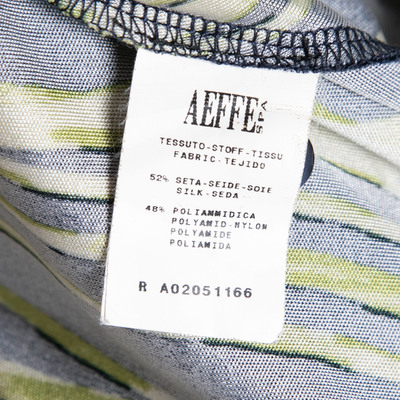 AEFFE SPA
TESSUTO-STOFF-TISSU
FABRIC-TEJIDO
52% SETA-SEIDE-SOIE
SILK-SEDA
48% POLIAMMIDICA
POLYAMID-NYLON
POLYAMIDE
POLIAMIDA
R A02051166